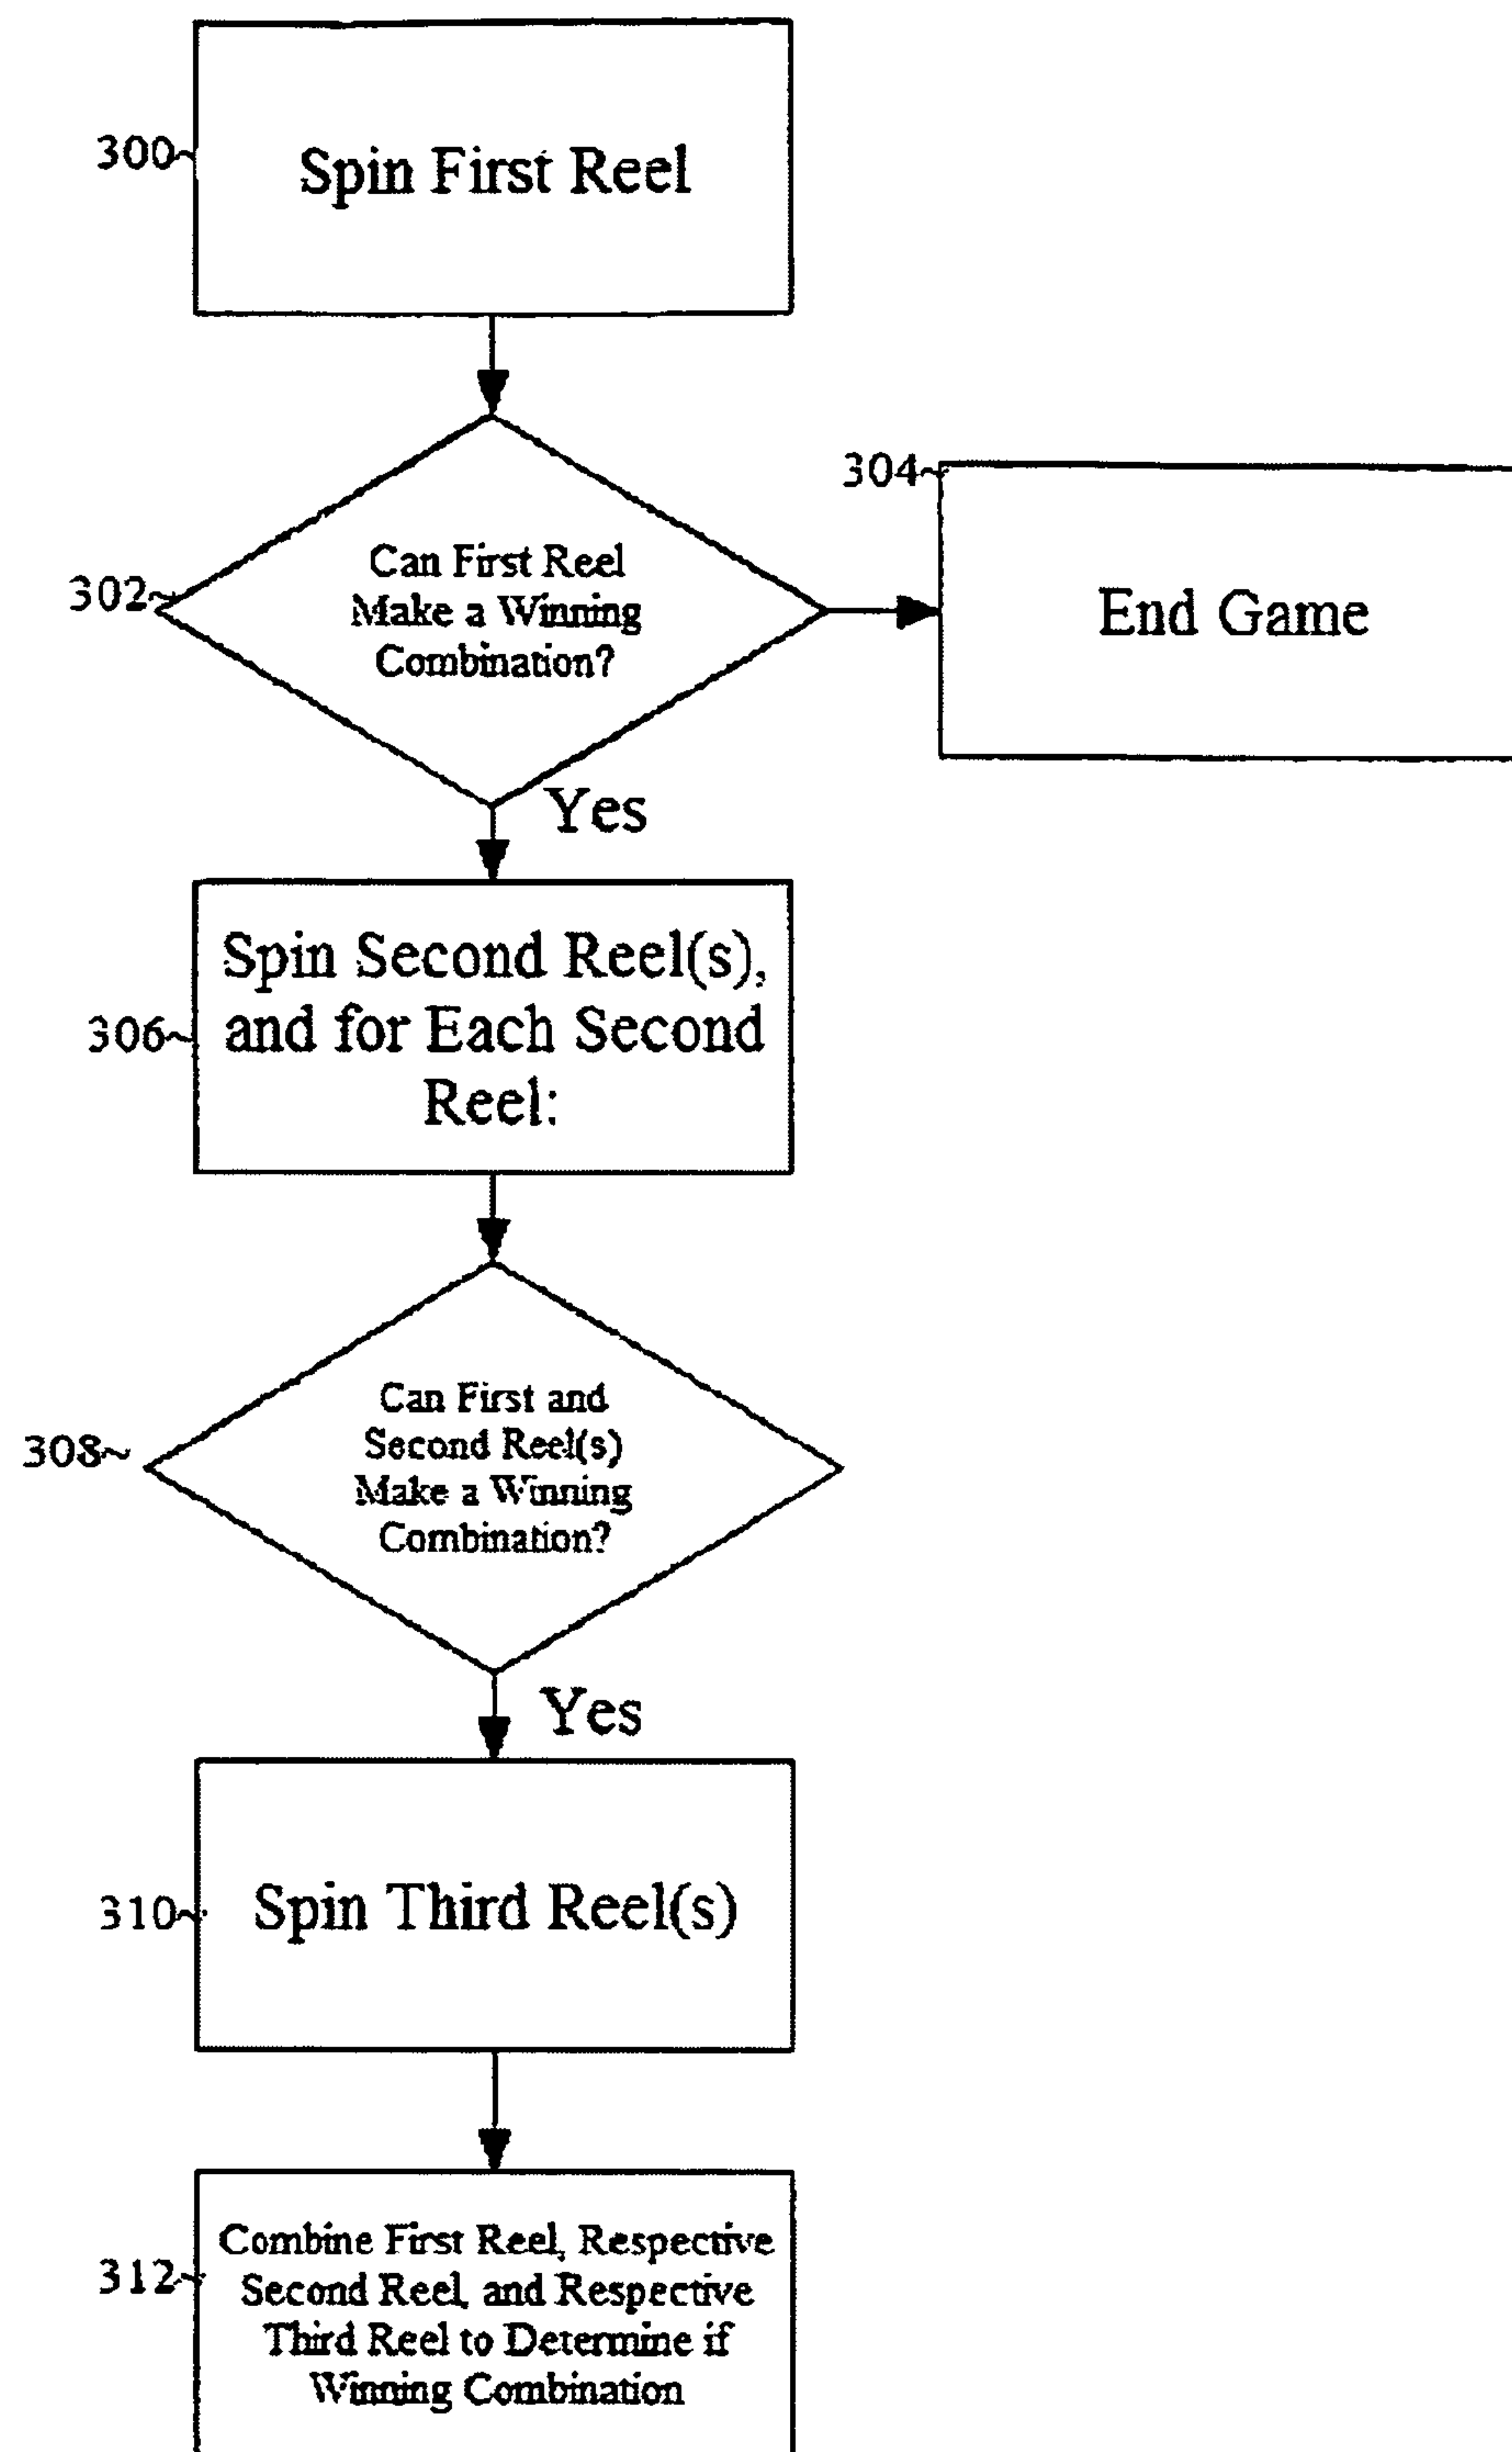 300
Spin First Reel
302
Can First Reel
Make a Winning
Combination?
304
End Game
Yes
306
Spin Second Reel(s),
and for Each Second
Reel:
308
Can First and
Second Reel(s)
Make a Winning
Combination?
Yes
310
Spin Third Reel(s)
312
Combine First Reel, Respective
Second Reel, and Respective
Third Reel to Determine if
Winning Combination